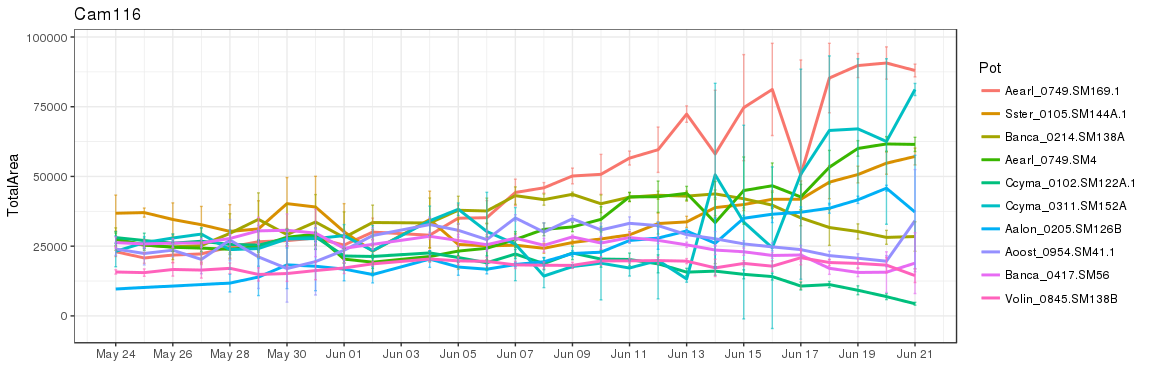 Cam116
TotalArea
100000
75000
50000
25000
0
May 24 May 26 May 28 May 30 Jun 01 Jun 03 Jun 05 Jun 07 Jun 09 Jun 11 Jun 13 Jun 15 Jun 17 Jun 19 Jun 21
Pot
Aearl_0749.SM169.1
Sster_0105.SM144A.1
Banca_0214.SM138A
Aearl_0749.SM4
Ccyma_0102.SM122A.1
Ccyma_0311.SM152A
Aalon_0205.SM126B
Aoost_0954.SM41.1
Banca_0417.SM56
Volin_0845.SM138B